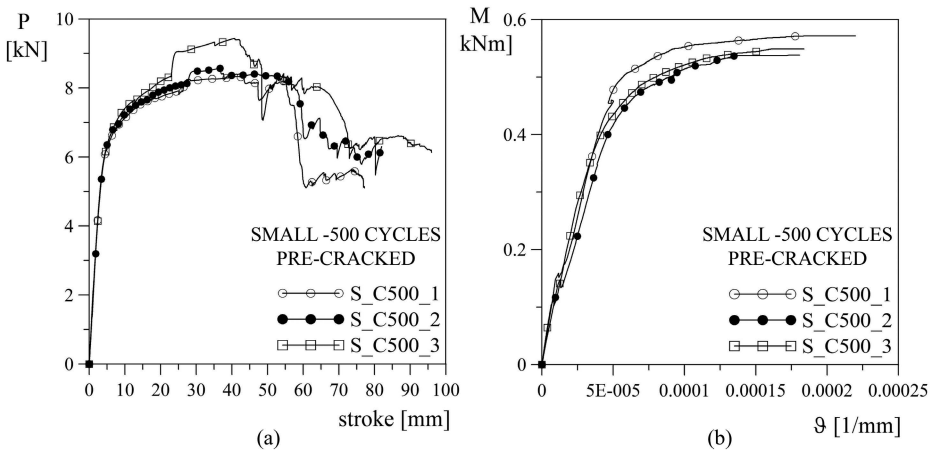 P
[kN]
10
8
6
4
2
0
0 10 20 30 40 50 60 70 80 90 100
stroke [mm]
SMALL -500 CYCLES
PRE-CRACKED
S_C500_1
S_C500_2
S_C500_3
(a)
M
kNm]
0.6
0.4
0.2
0
0 5E-005 0.0001 0.00015 0.0002 0.00025
ϑ [1/mm]
SMALL -500 CYCLES
PRE-CRACKED
S_C500_1
S_C500_2
S_C500_3
(b)